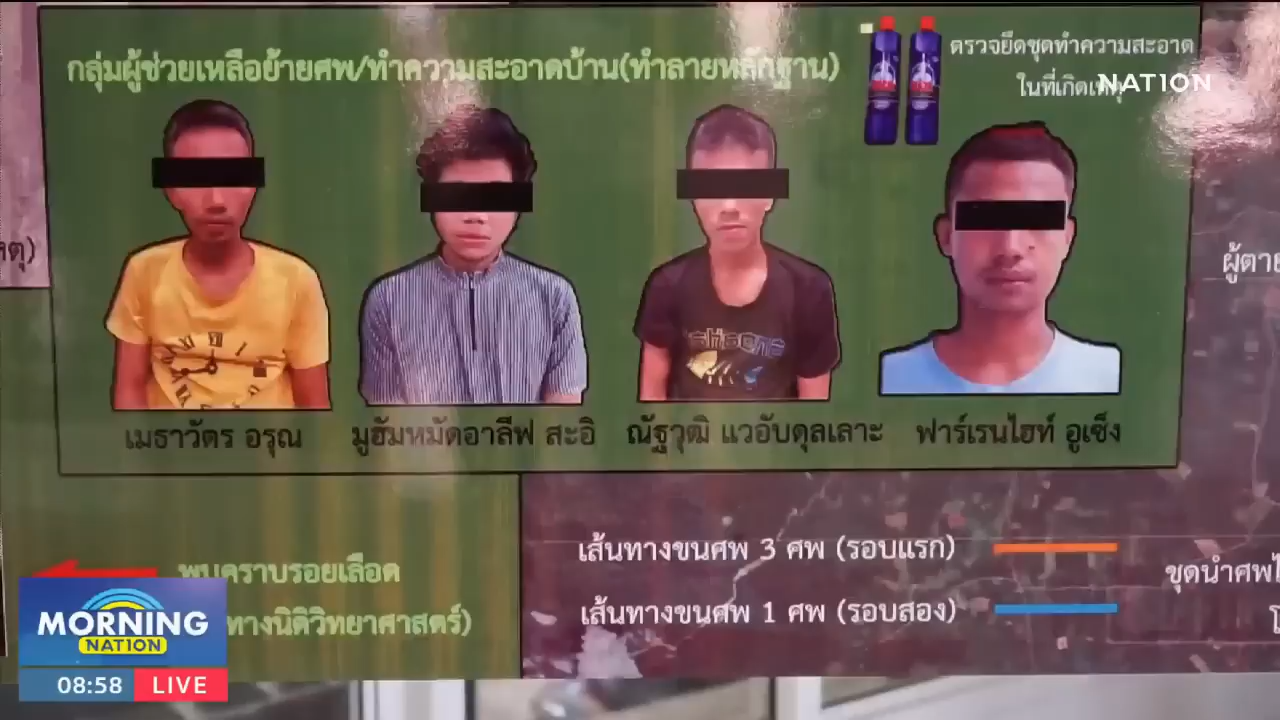 กลุ่มผู้ช่วยเหลือย้ายศพ/ทำความสะอาดบ้าน(ทำลายหลักฐาน)
ตรวจยึดชุดทำความสะอาด
ในที่เกิดเหตุ
NATION
เมธาวัตร อรุณ
มูฮัมหมัดอาลีฟ สะอิ
ณัฐวุฒิ แวอับดุลเลาะ
ฟาร์เรนไฮท์ อูเซ็ง
ผู้ตาย
พบคราบรอยเลือด
ทางนิติวิทยาศาสตร์)
เส้นทางขนศพ 3 ศพ (รอบแรก)
เส้นทางขนศพ 1 ศพ (รอบสอง)
ชุดนำศพ
MORNING
NATION
08:58 LIVE